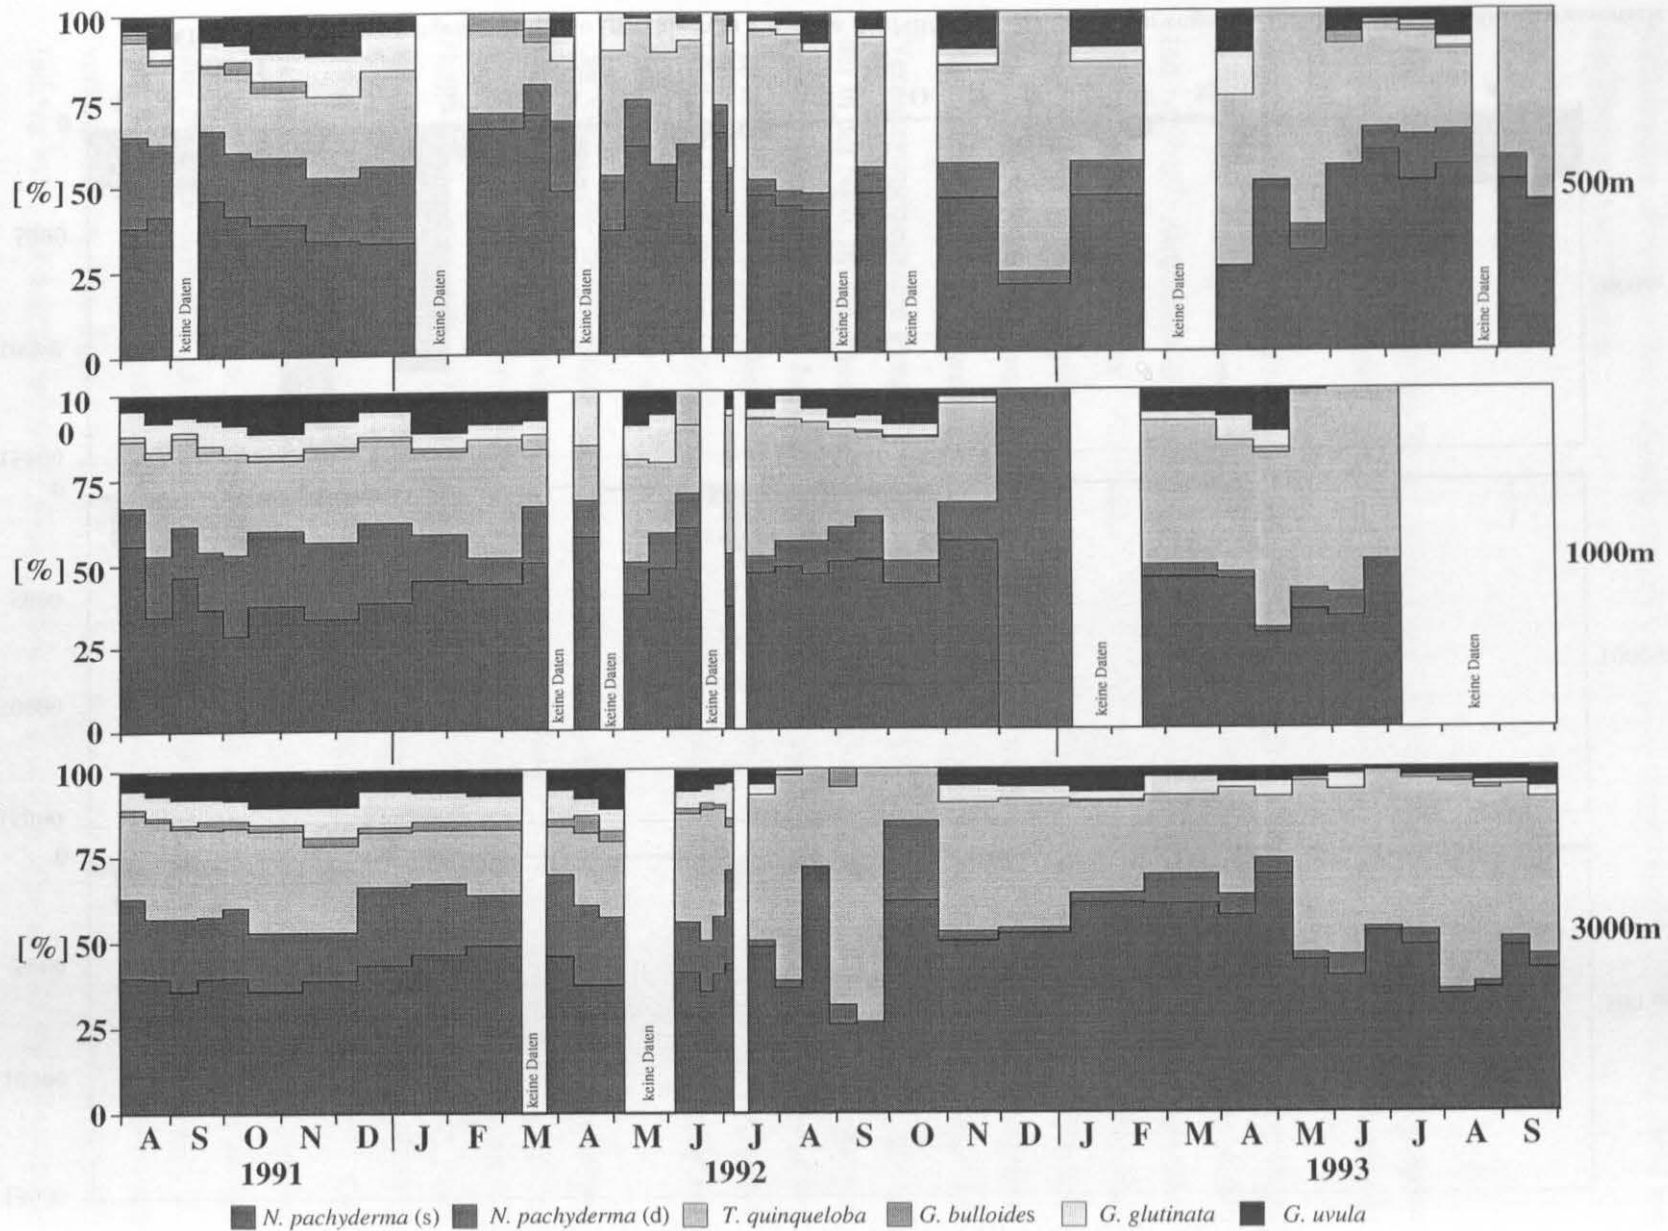 100
75
[%] 50
25
0
keine Daten
keine Daten
keine Daten
keine Daten
keine Daten
keine Daten
keine Daten
500m
10
0
75
[%] 50
25
0
keine Daten
keine Daten
keine Daten
keine Daten
keine Daten
1000m
100
75
[%] 50
25
0
keine Daten
keine Daten
3000m
A S O N D J F M A M J J A S O N D J F M A M J J A S
1991 1992 1993
N. pachyderma (s) N. pachyderma (d) T. quinqueloba G. bulloides G. glutinata G. uvula